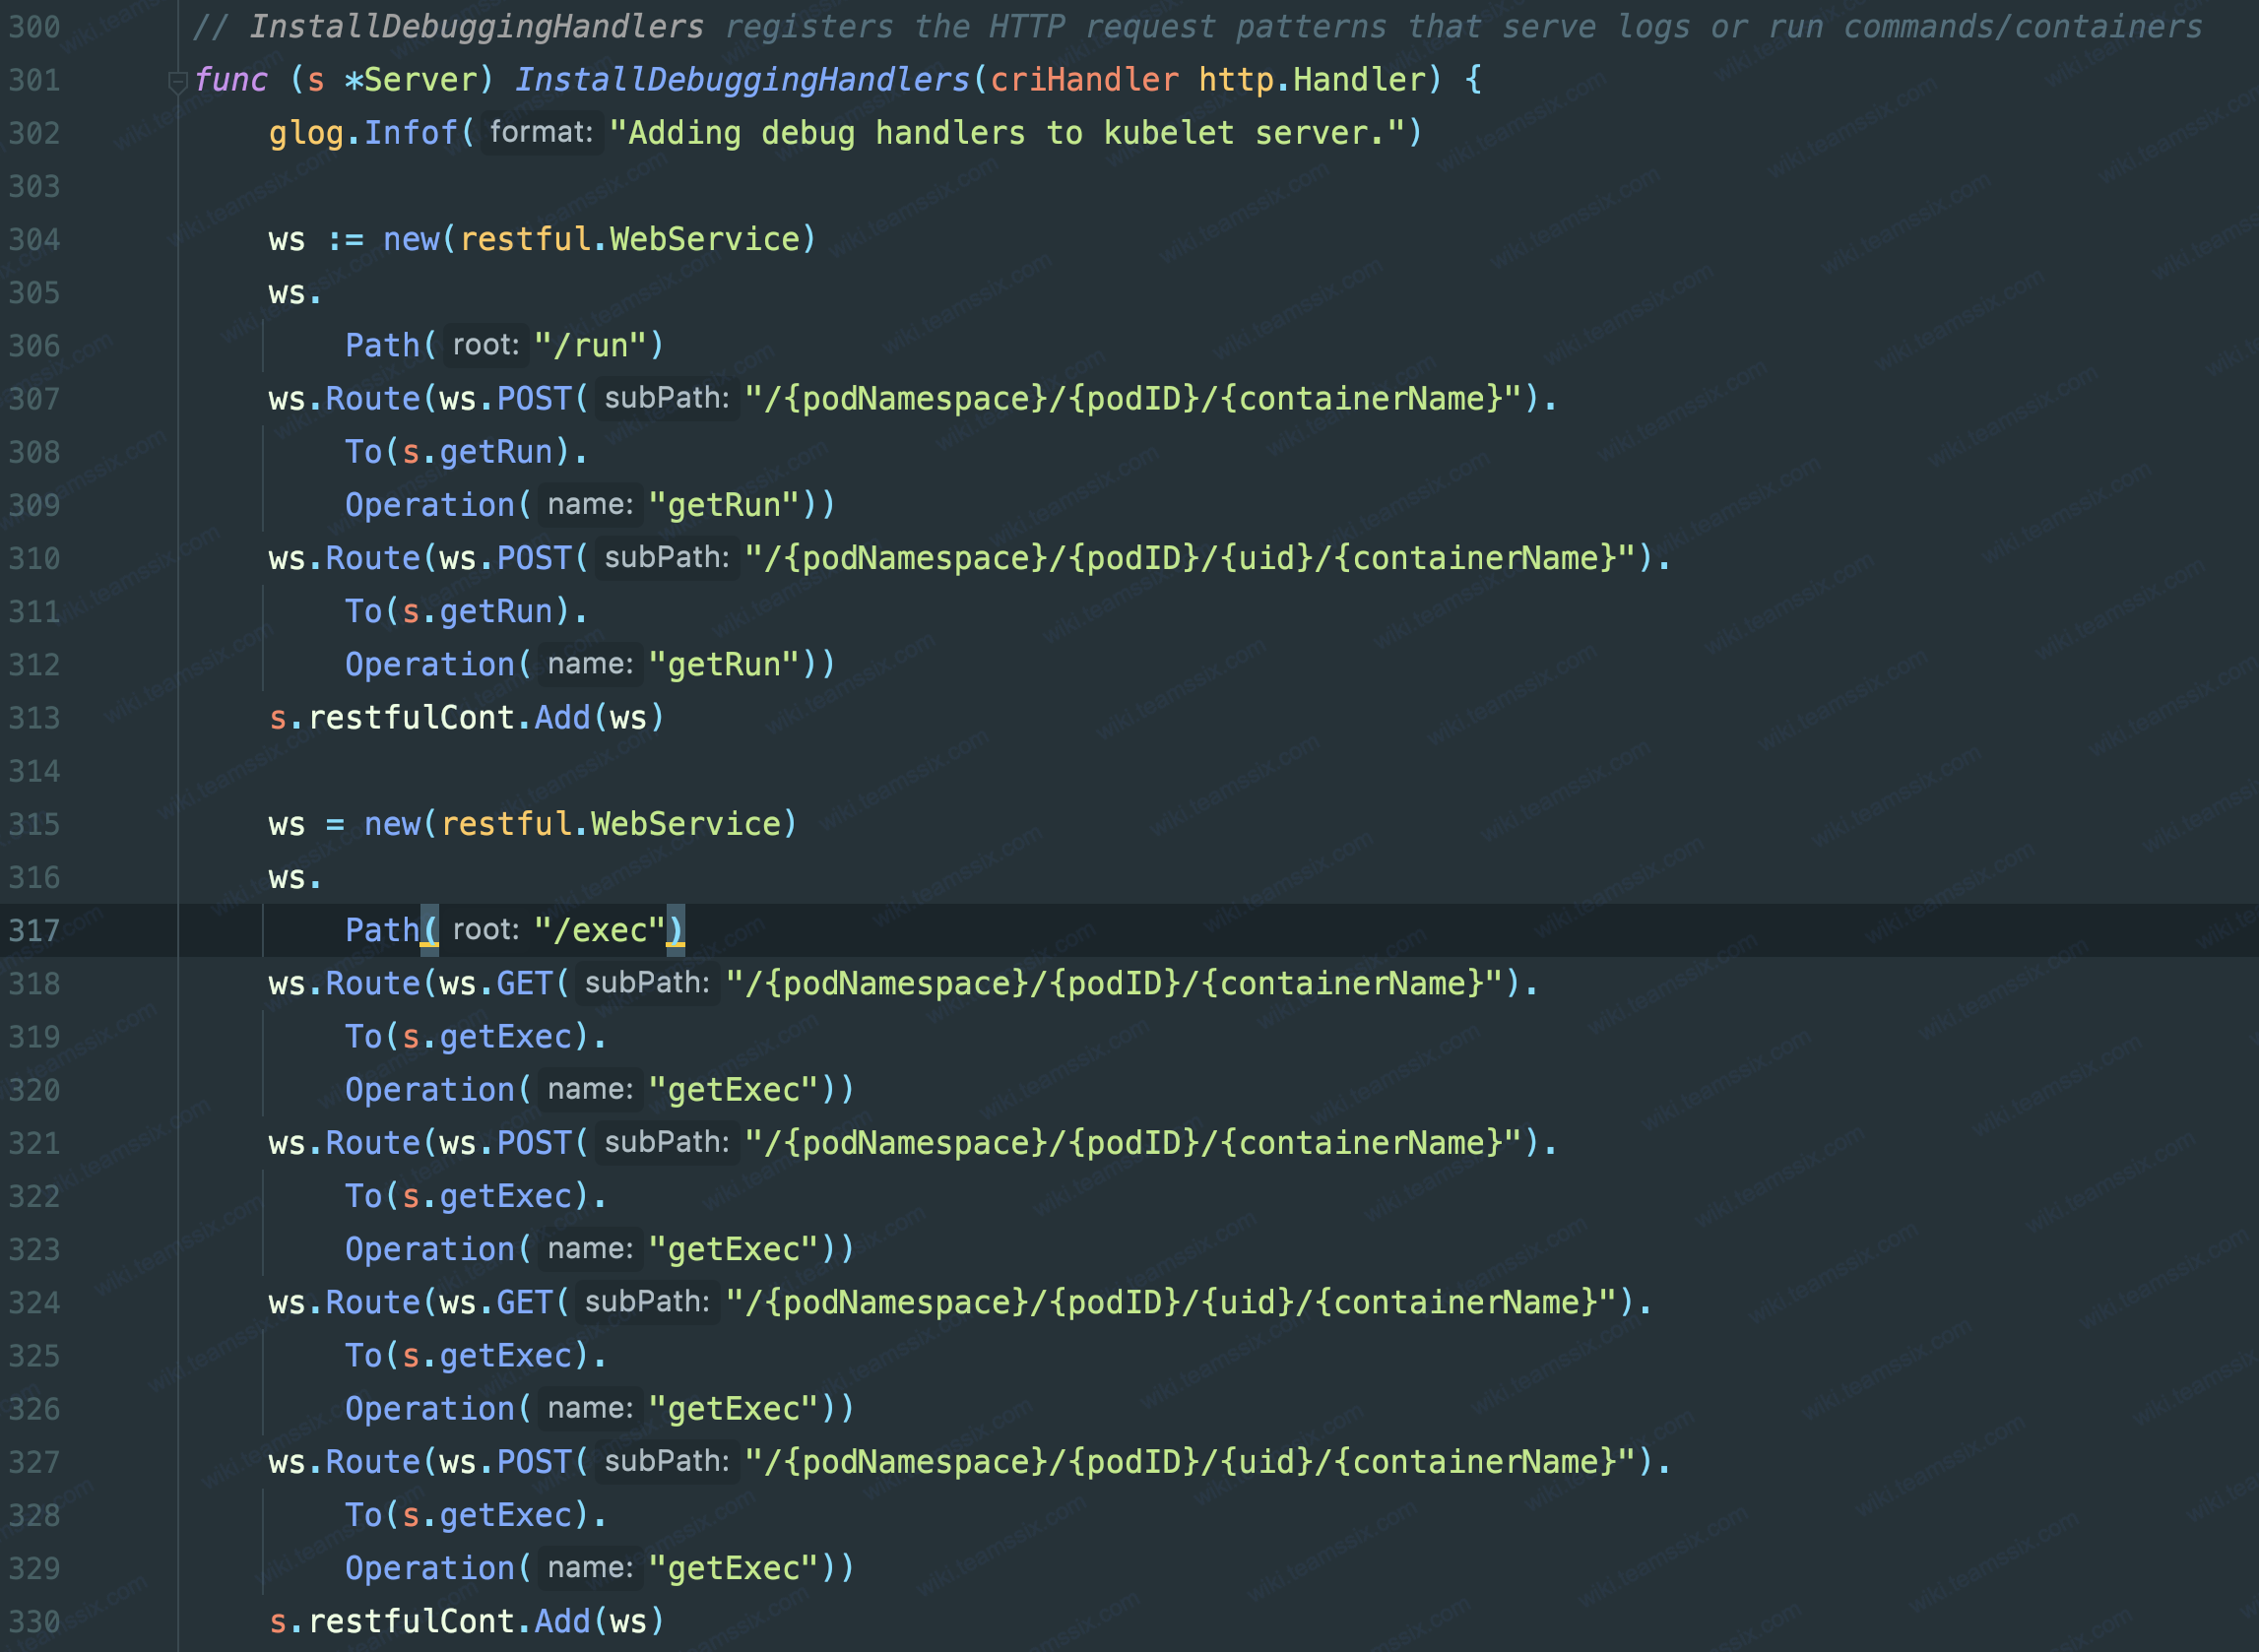 300 // InstallDebuggingHandlers registers the HTTP request patterns that serve logs or run commands/containers
301 func (s *Server) InstallDebuggingHandlers(criHandler http.Handler) {
302 glog.Infof( format: "Adding debug handlers to kubelet server.")
303
304 ws := new(restful.WebService)
305 ws.
306 Path( root: "/run")
307 ws.Route(ws.POST( subPath: "/{podNamespace}/{podID}/{containerName}").
308 To(s.getRun).
309 Operation( name: "getRun"))
310 ws.Route(ws.POST( subPath: "/{podNamespace}/{podID}/{uid}/{containerName}").
311 To(s.getRun).
312 Operation( name: "getRun"))
313 s.restfulCont.Add(ws)
314
315 ws = new(restful.WebService)
316 ws.
317 Path( root: "/exec")
318 ws.Route(ws.GET( subPath: "/{podNamespace}/{podID}/{containerName}").
319 To(s.getExec).
320 Operation( name: "getExec"))
321 ws.Route(ws.POST( subPath: "/{podNamespace}/{podID}/{containerName}").
322 To(s.getExec).
323 Operation( name: "getExec"))
324 ws.Route(ws.GET( subPath: "/{podNamespace}/{podID}/{uid}/{containerName}").
325 To(s.getExec).
326 Operation( name: "getExec"))
327 ws.Route(ws.POST( subPath: "/{podNamespace}/{podID}/{uid}/{containerName}").
328 To(s.getExec).
329 Operation( name: "getExec"))
330 s.restfulCont.Add(ws)
wiki.teamssix.com